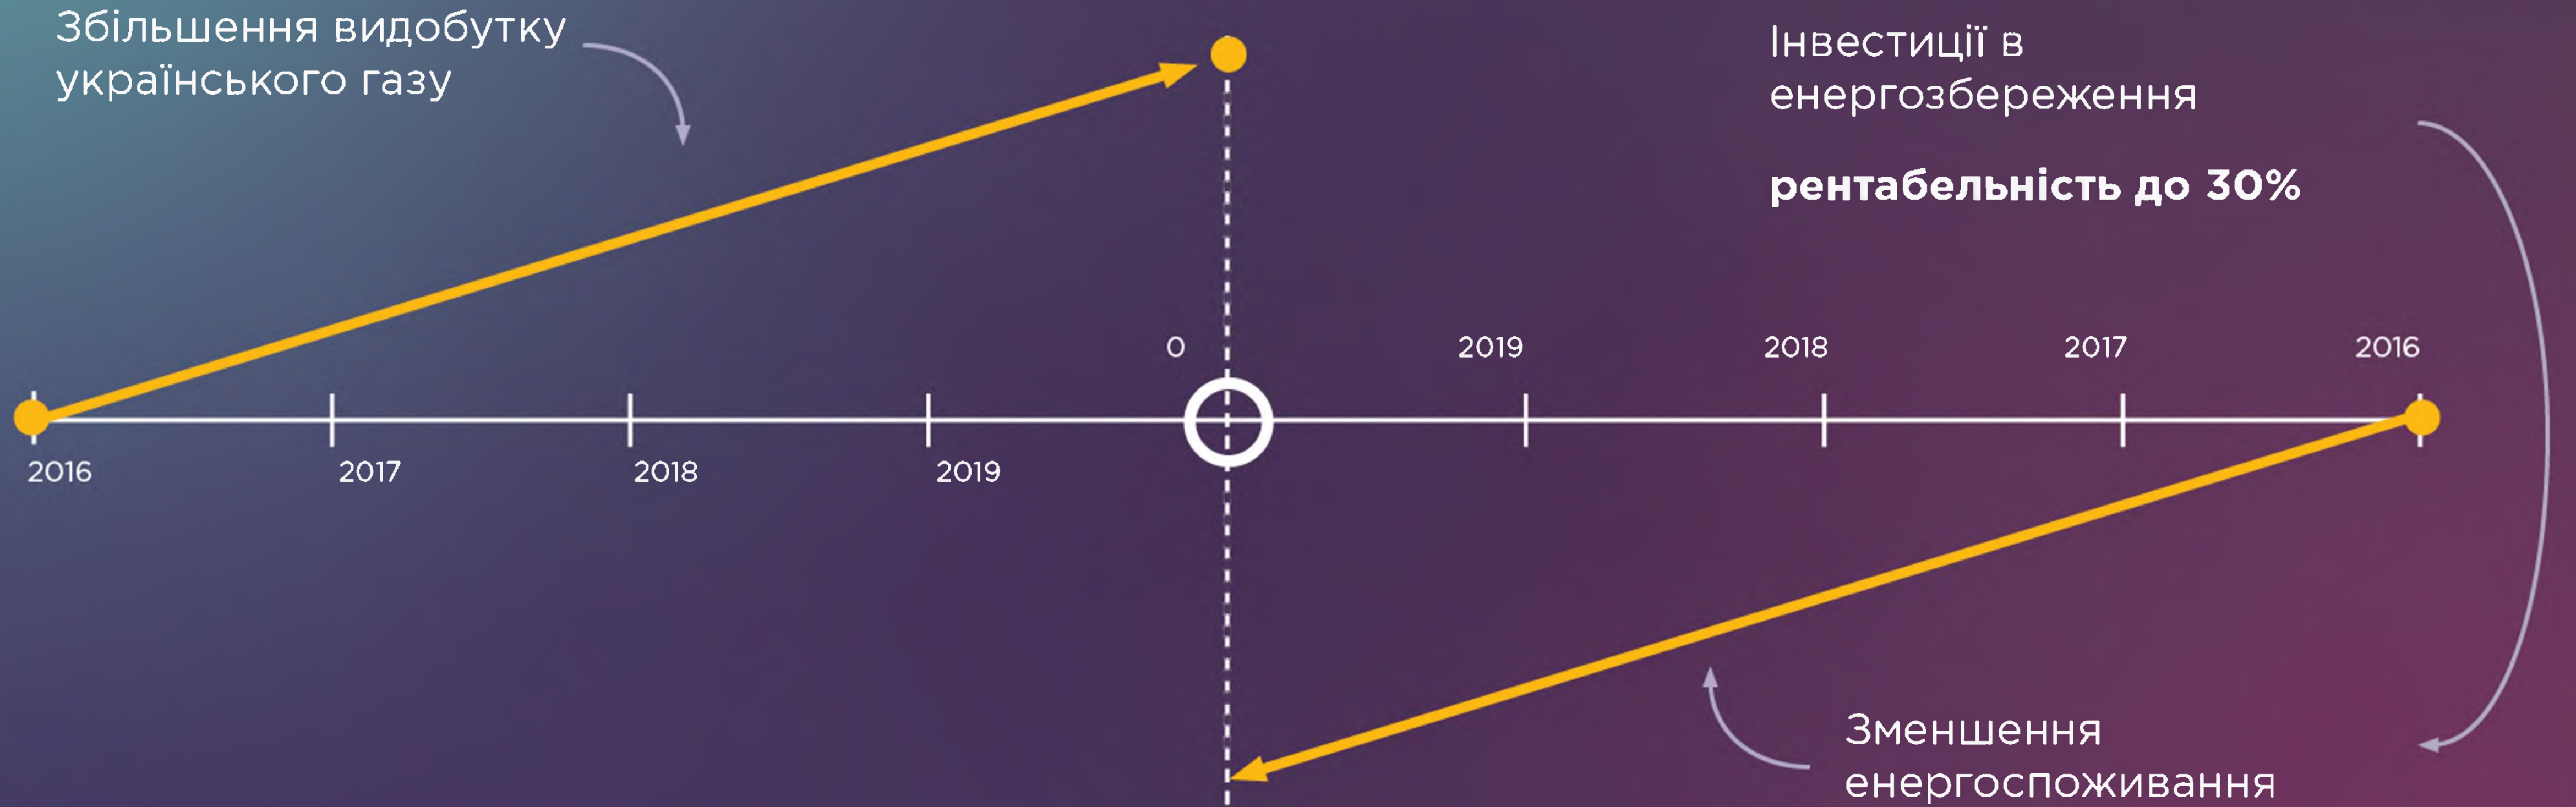 Збільшення видобутку
українського газу
Інвестиції в
енергозбереження
рентабельність до 30%
0 2019 2018 2017 2016
2016 2017 2018 2019
Зменшення
енергоспоживання